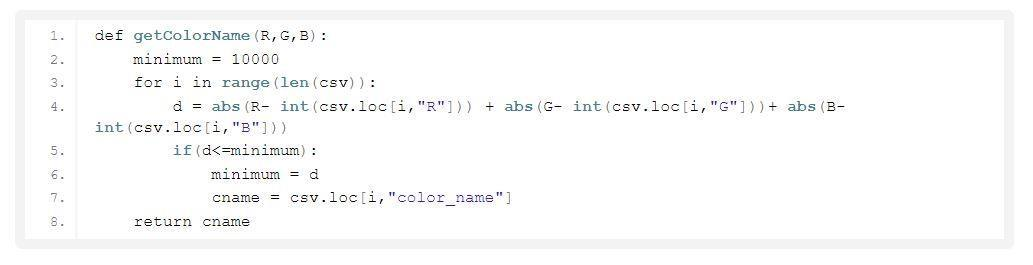 1. def getColorName(R,G,B):
2.     minimum = 10000
3.     for i in range(len(csv)):
4.         d = abs(R- int(csv.loc[i,"R"])) + abs(G- int(csv.loc[i,"G"]))+ abs(B-
int(csv.loc[i,"B"]))
5.         if(d<=minimum):
6.             minimum = d
7.             cname = csv.loc[i,"color_name"]
8.     return cname